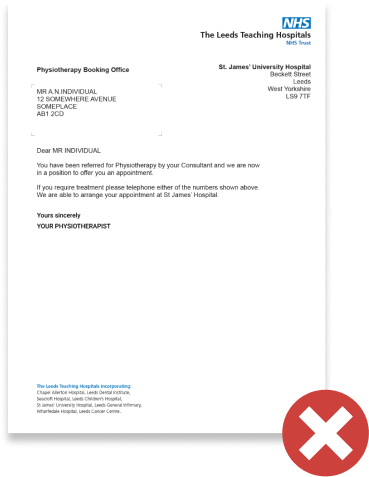 NHS
The Leeds Teaching Hospitals
NHS Trust
Physiotherapy Booking Office
St. James' University Hospital
Beckett Street
Leeds
West Yorkshire
LS9 7TF
MR A.N.INDIVIDUAL
12 SOMEWHERE AVENUE
SOMEPLACE
AB1 2CD
Dear MR INDIVIDUAL
You have been referred for Physiotherapy by your Consultant and we are now
in a position to offer you an appointment.
If you require treatment please telephone either of the numbers shown above.
We are able to arrange your appointment at St James' Hospital.
Yours sincerely
YOUR PHYSIOTHERAPIST
The Leeds Teaching Hospitals incorporating:
Chapel Allerton Hospital, Leeds Dental Institute,
Seacroft Hospital, Leeds Children's Hospital,
St James' University Hospital, Leeds General Infirmary,
Wharfedale Hospital, Leeds Cancer Centre.